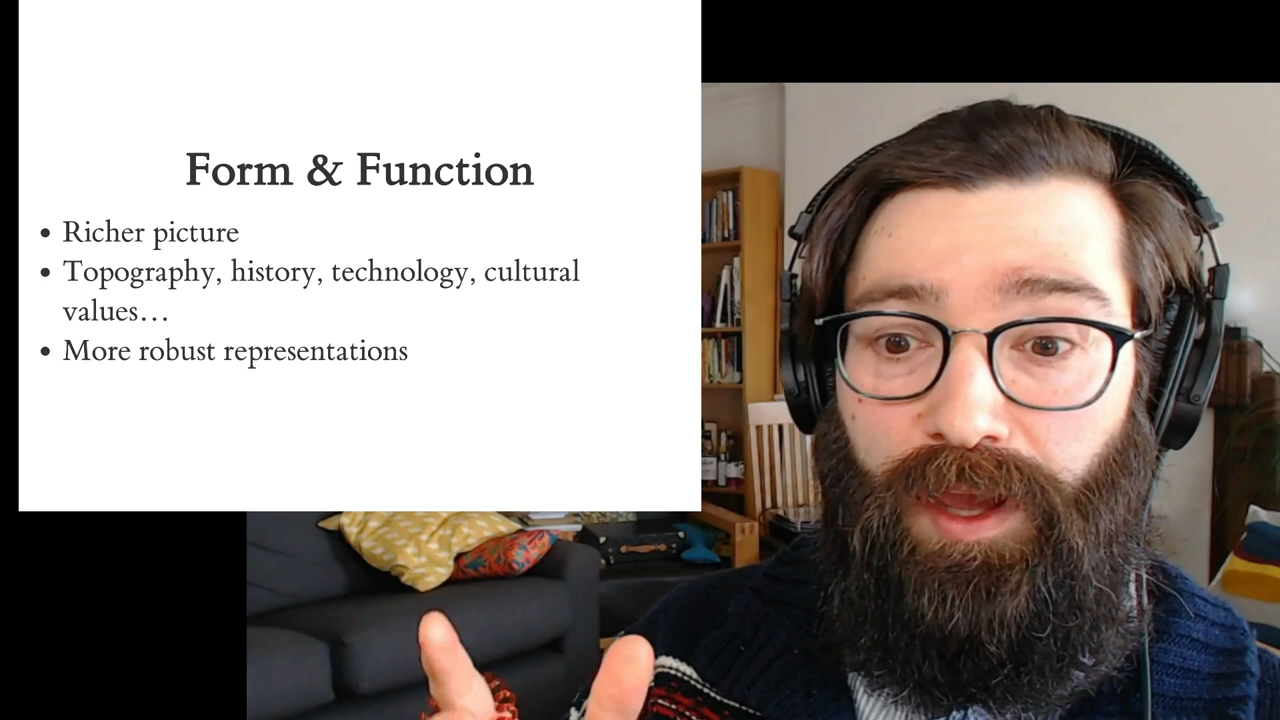 Form & Function
• Richer picture
• Topography, history, technology, cultural
values…
• More robust representations